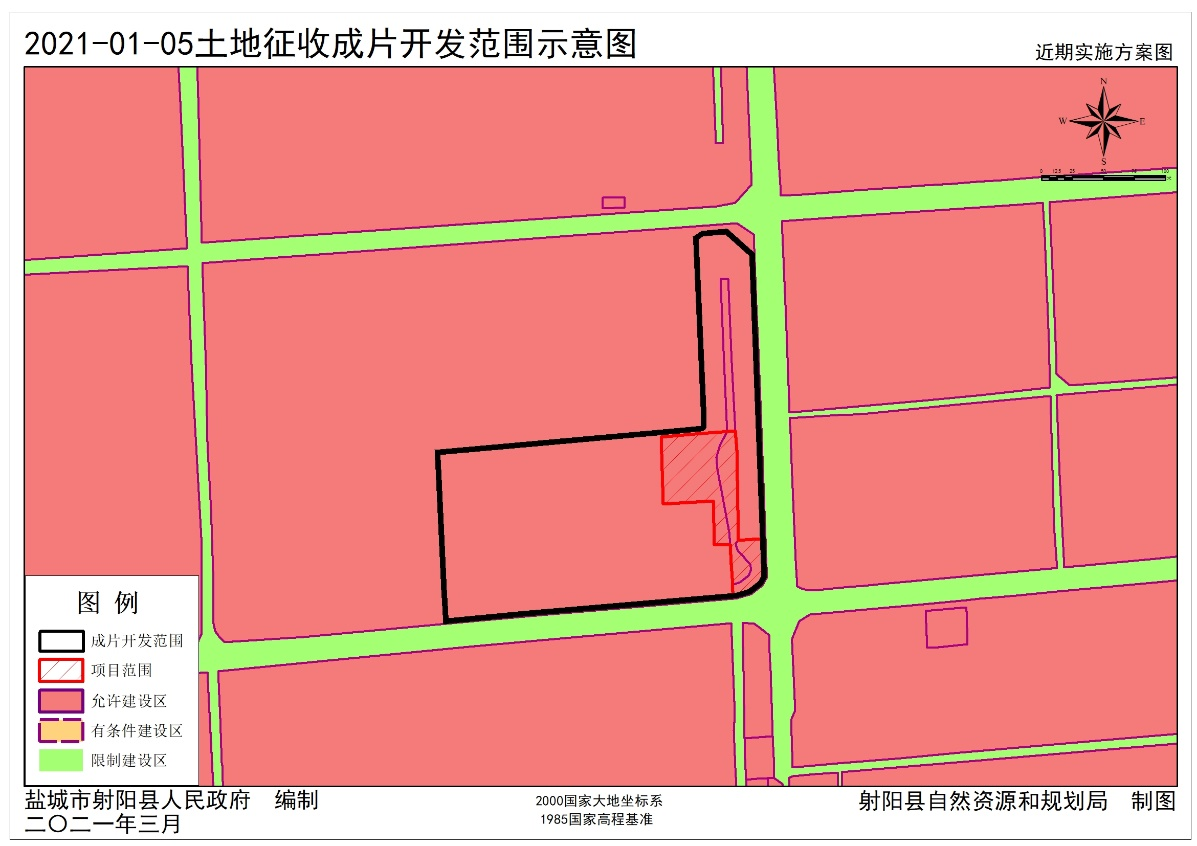 2021-01-05土地征收成片开发范围示意图
近期实施方案图
N
W
E
S
0 12.5 25 50
图 例
成片开发范围
项目范围
允许建设区
有条件建设区
限制建设区
盐城市射阳县人民政府 编制
二〇二一年三月
2000国家大地坐标系
1985国家高程基准
射阳县自然资源和规划局 制图